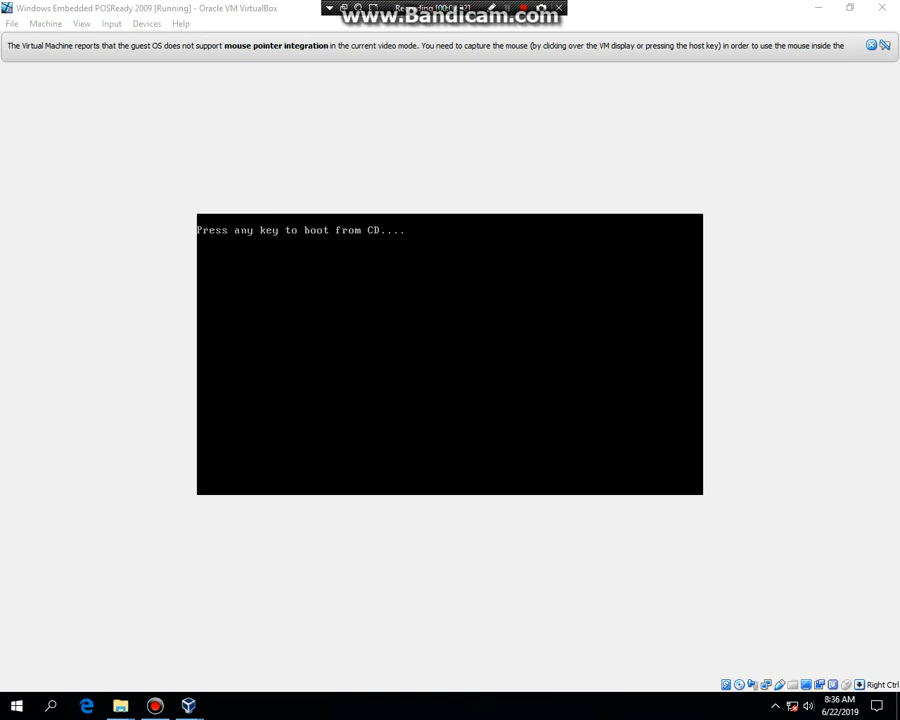 Windows Embedded POSReady 2009 [Running] - Oracle VM VirtualBox
www.Bandicam.com
File Machine View Input Devices Help
The Virtual Machine reports that the guest OS does not support mouse pointer integration in the current video mode. You need to capture the mouse (by clicking over the VM display or pressing the host key) in order to use the mouse inside the
Press any key to boot from CD....
Right Ctrl
8:36 AM
6/22/2019